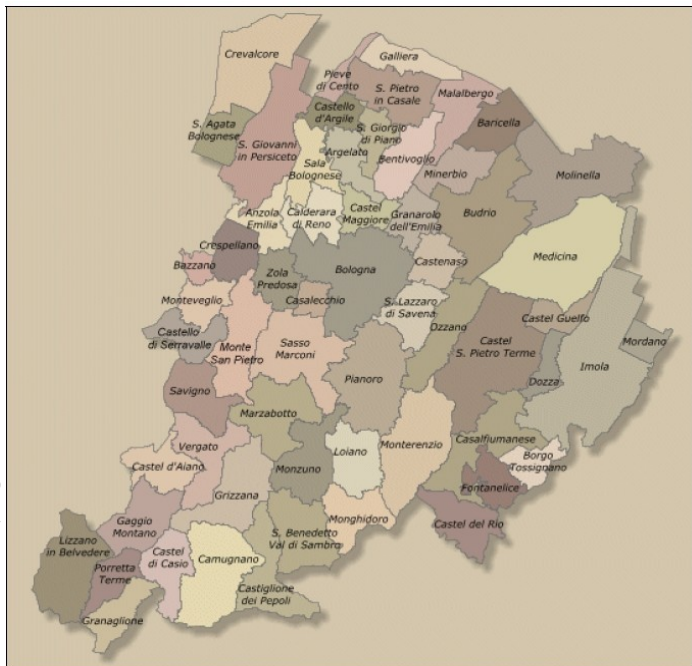 Crevalcore
Galliera
Pieve
di Cento
S. Pietro
in Casale
Malalbergo
Castello
d'Argile
Baricella
S. Agata
Bolognese
S. Giovanni
in Persiceto
S. Giorgio
di Piano
Argelato
Bentivoglio
Sala
Bolognese
Minerbio
Molinella
Anzola
Emilia
Calderara
di Reno
Castel
Maggiore
Granarolo
dell'Emilia
Budrio
Crespellano
Bazzano
Zola
Predosa
Bologna
Castenaso
Medicina
Monteveglio
Casalecchio
S. Lazzaro
di Savena
Ozzano
Castel Guelfo
Castello
di Serravalle
Monte
San Pietro
Sasso
Marconi
Castel
S. Pietro Terme
Mordano
Imola
Dozza
Pianoro
Savigno
Marzabotto
Vergato
Loiano
Monterenzio
Casalfiumanese
Castel d'Aiano
Monzuno
Borgo
Tossignano
Fontanelice
Grizzana
Gaggio
Montano
Monghidoro
Castel del Rio
S. Benedetto
Val di Sambro
Lizzano
in Belvedere
Porretta
Terme
Castel
di Casio
Camugnano
Castiglione
dei Pepoli
Granaglione